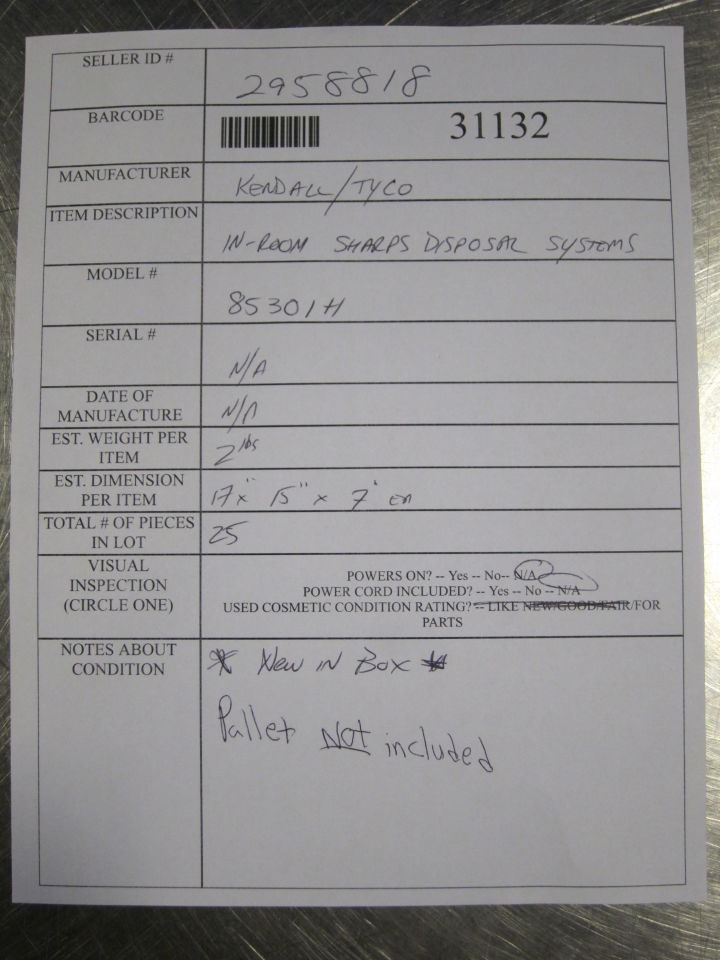 SELLER ID #
2958818
BARCODE
31132
MANUFACTURER
KENDALL/TYCO
ITEM DESCRIPTION
IN-ROOM SHARPS DISPOSAL SYSTEMS
MODEL #
85301H
SERIAL #
N/A
DATE OF
MANUFACTURE
N/A
EST. WEIGHT PER
ITEM
2 lbs
EST. DIMENSION
PER ITEM
17" x 15" x 7" EA
TOTAL # OF PIECES
IN LOT
25
VISUAL
INSPECTION
(CIRCLE ONE)
POWERS ON? -- Yes -- No-- N/A
POWER CORD INCLUDED? -- Yes -- No -- N/A
USED COSMETIC CONDITION RATING? -- LIKE NEW/GOOD/FAIR/FOR
PARTS
NOTES ABOUT
CONDITION
* New IN Box *
Pallet NOT included